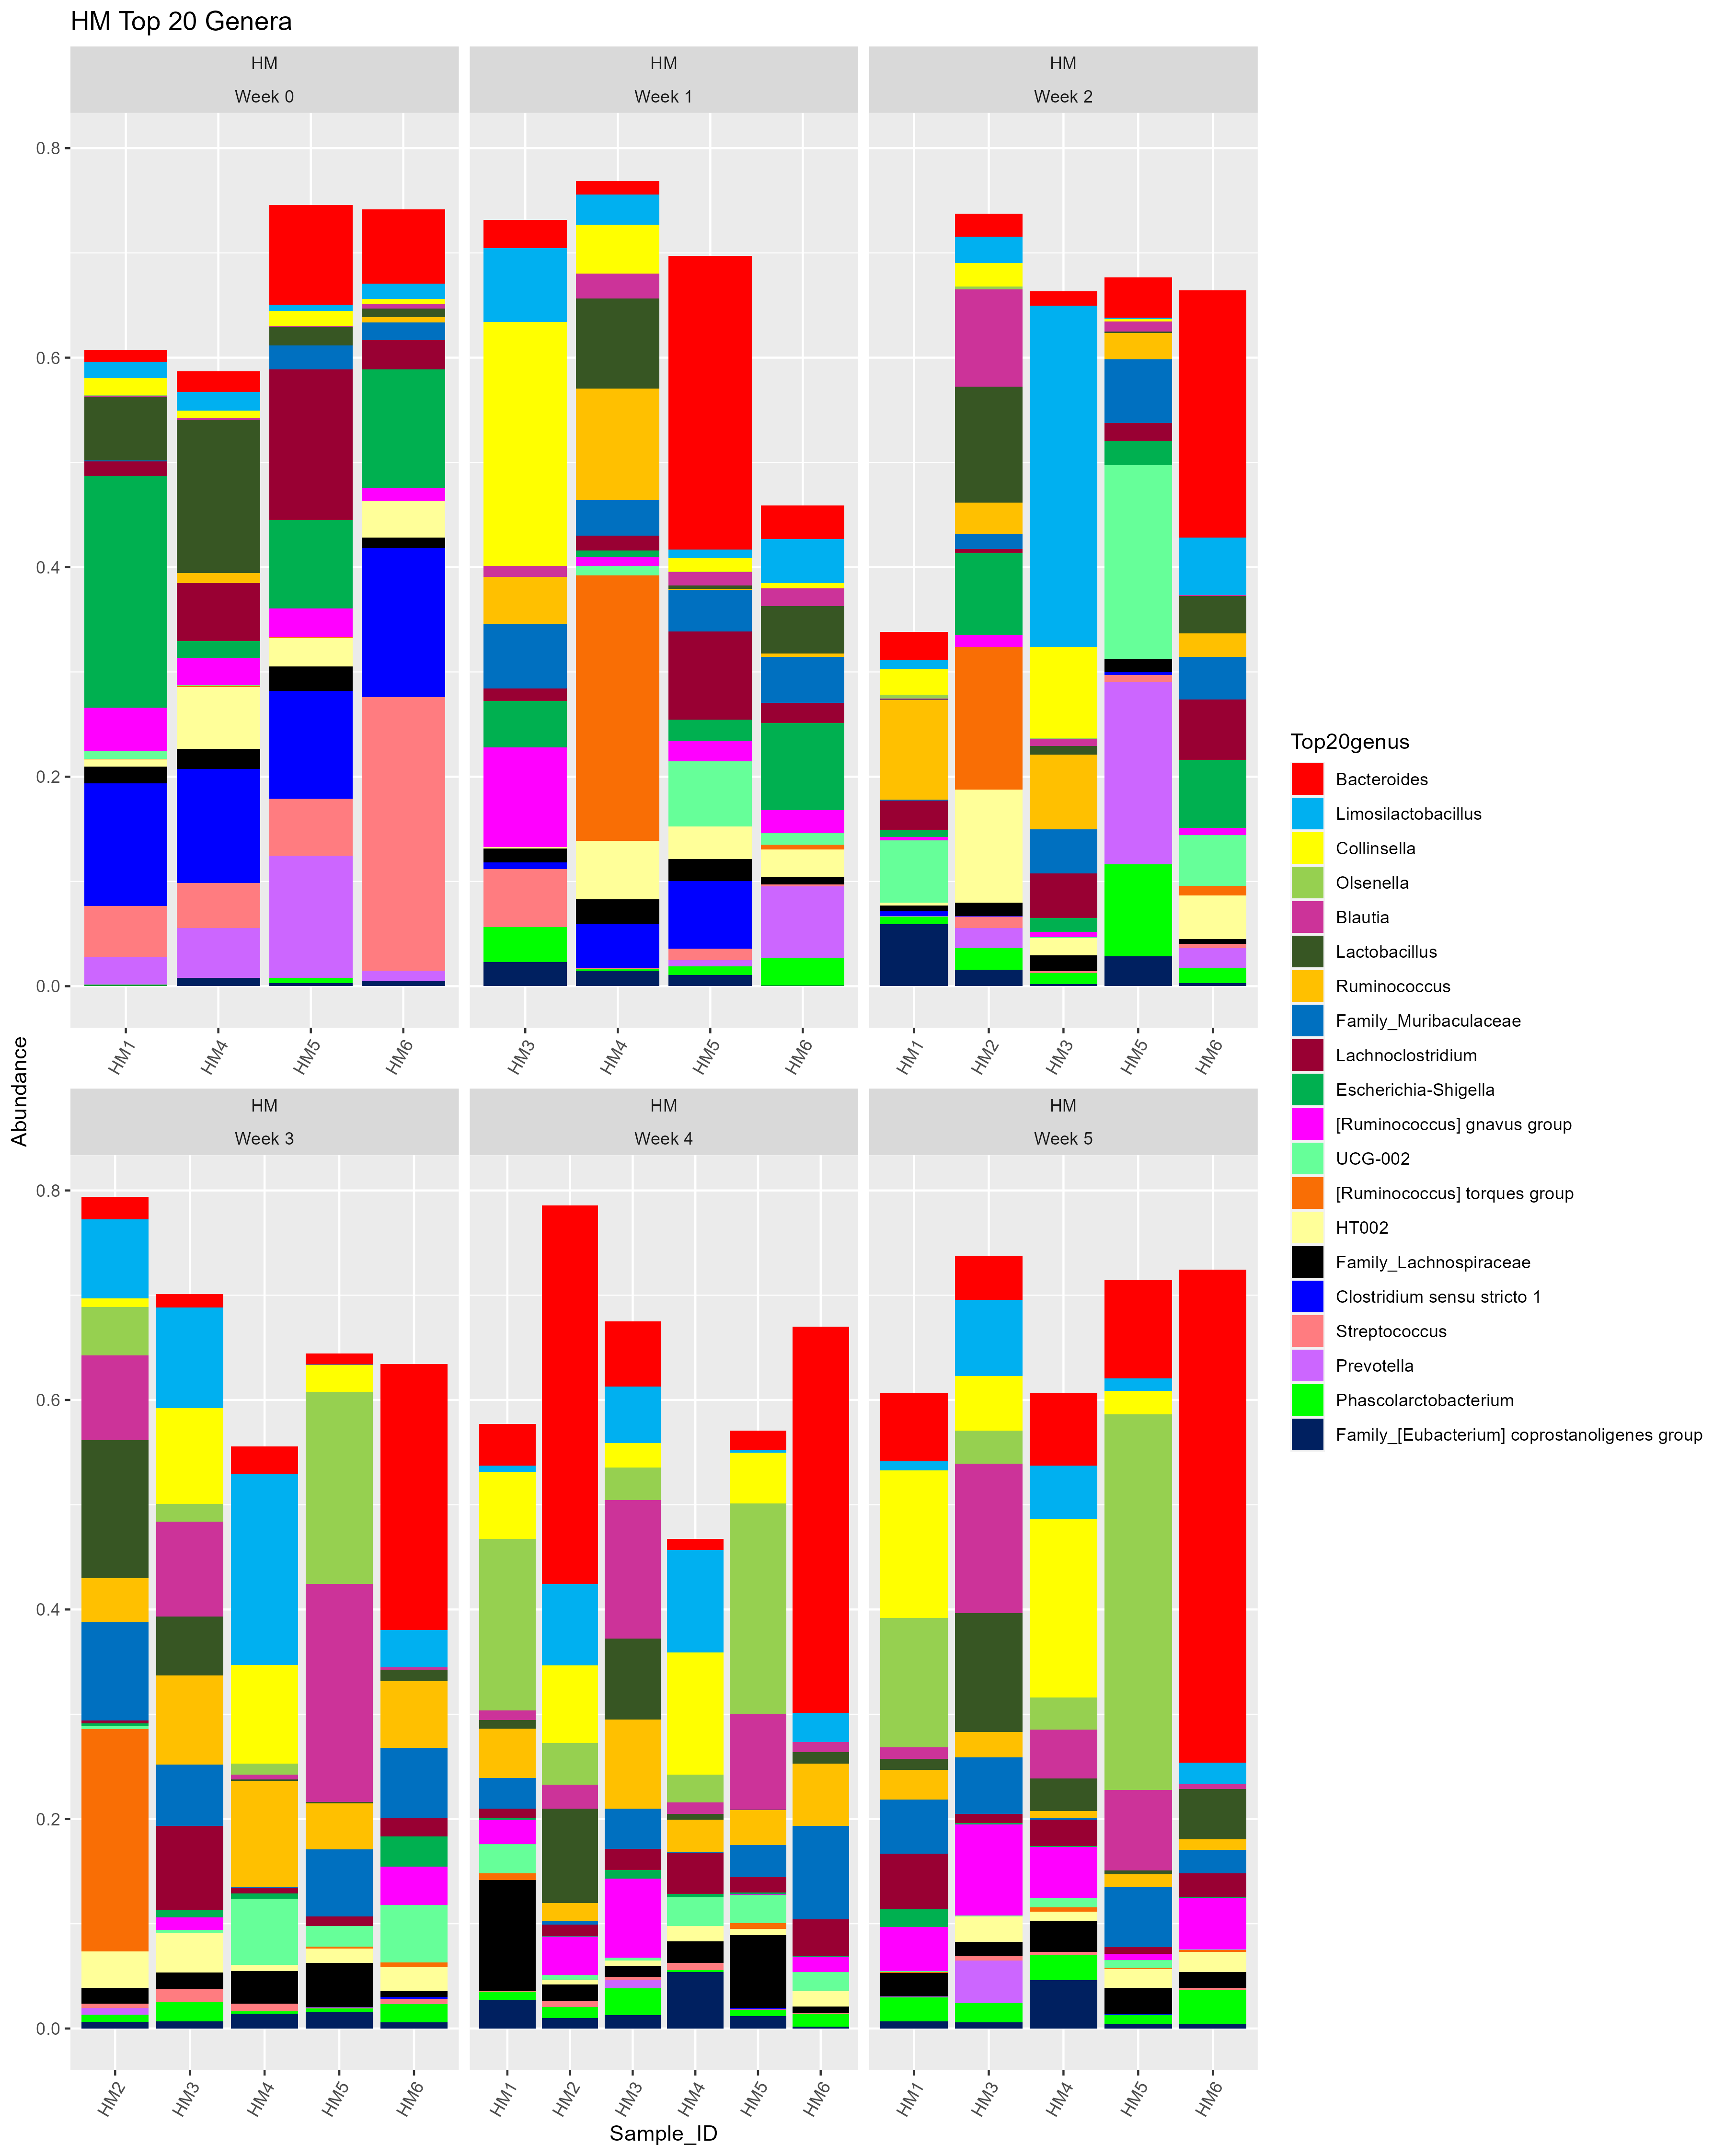 HM Top 20 Genera
HM
Week 0
HM
Week 1
HM
Week 2
0.8
0.6
0.4
0.2
0.0
HM1
HM4
HM5
HM6
HM3
HM4
HM5
HM6
HM1
HM2
HM3
HM5
HM6
Abundance
HM
Week 3
HM
Week 4
HM
Week 5
0.8
0.6
0.4
0.2
0.0
HM2
HM3
HM4
HM5
HM6
HM1
HM2
HM3
HM4
HM5
HM6
HM1
HM3
HM4
HM5
HM6
Sample_ID
Top20genus
Bacteroides
Limosilactobacillus
Collinsella
Olsenella
Blautia
Lactobacillus
Ruminococcus
Family_Muribaculaceae
Lachnoclostridium
Escherichia-Shigella
[Ruminococcus] gnavus group
UCG-002
[Ruminococcus] torques group
HT002
Family_Lachnospiraceae
Clostridium sensu stricto 1
Streptococcus
Prevotella
Phascolarctobacterium
Family_[Eubacterium] coprostanoligenes group